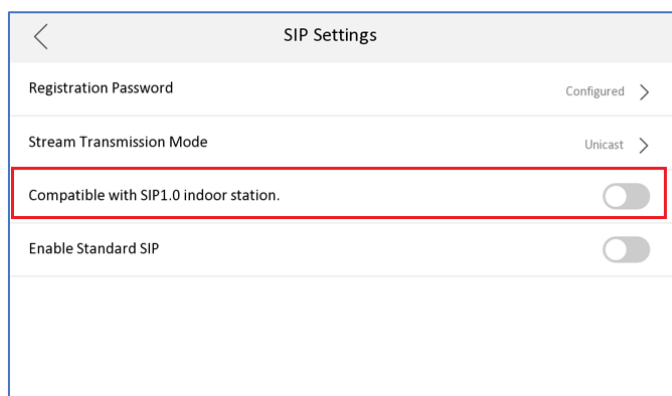 SIP Settings
Registration Password
Configured
Stream Transmission Mode
Unicast
Compatible with SIP1.0 indoor station.
Enable Standard SIP